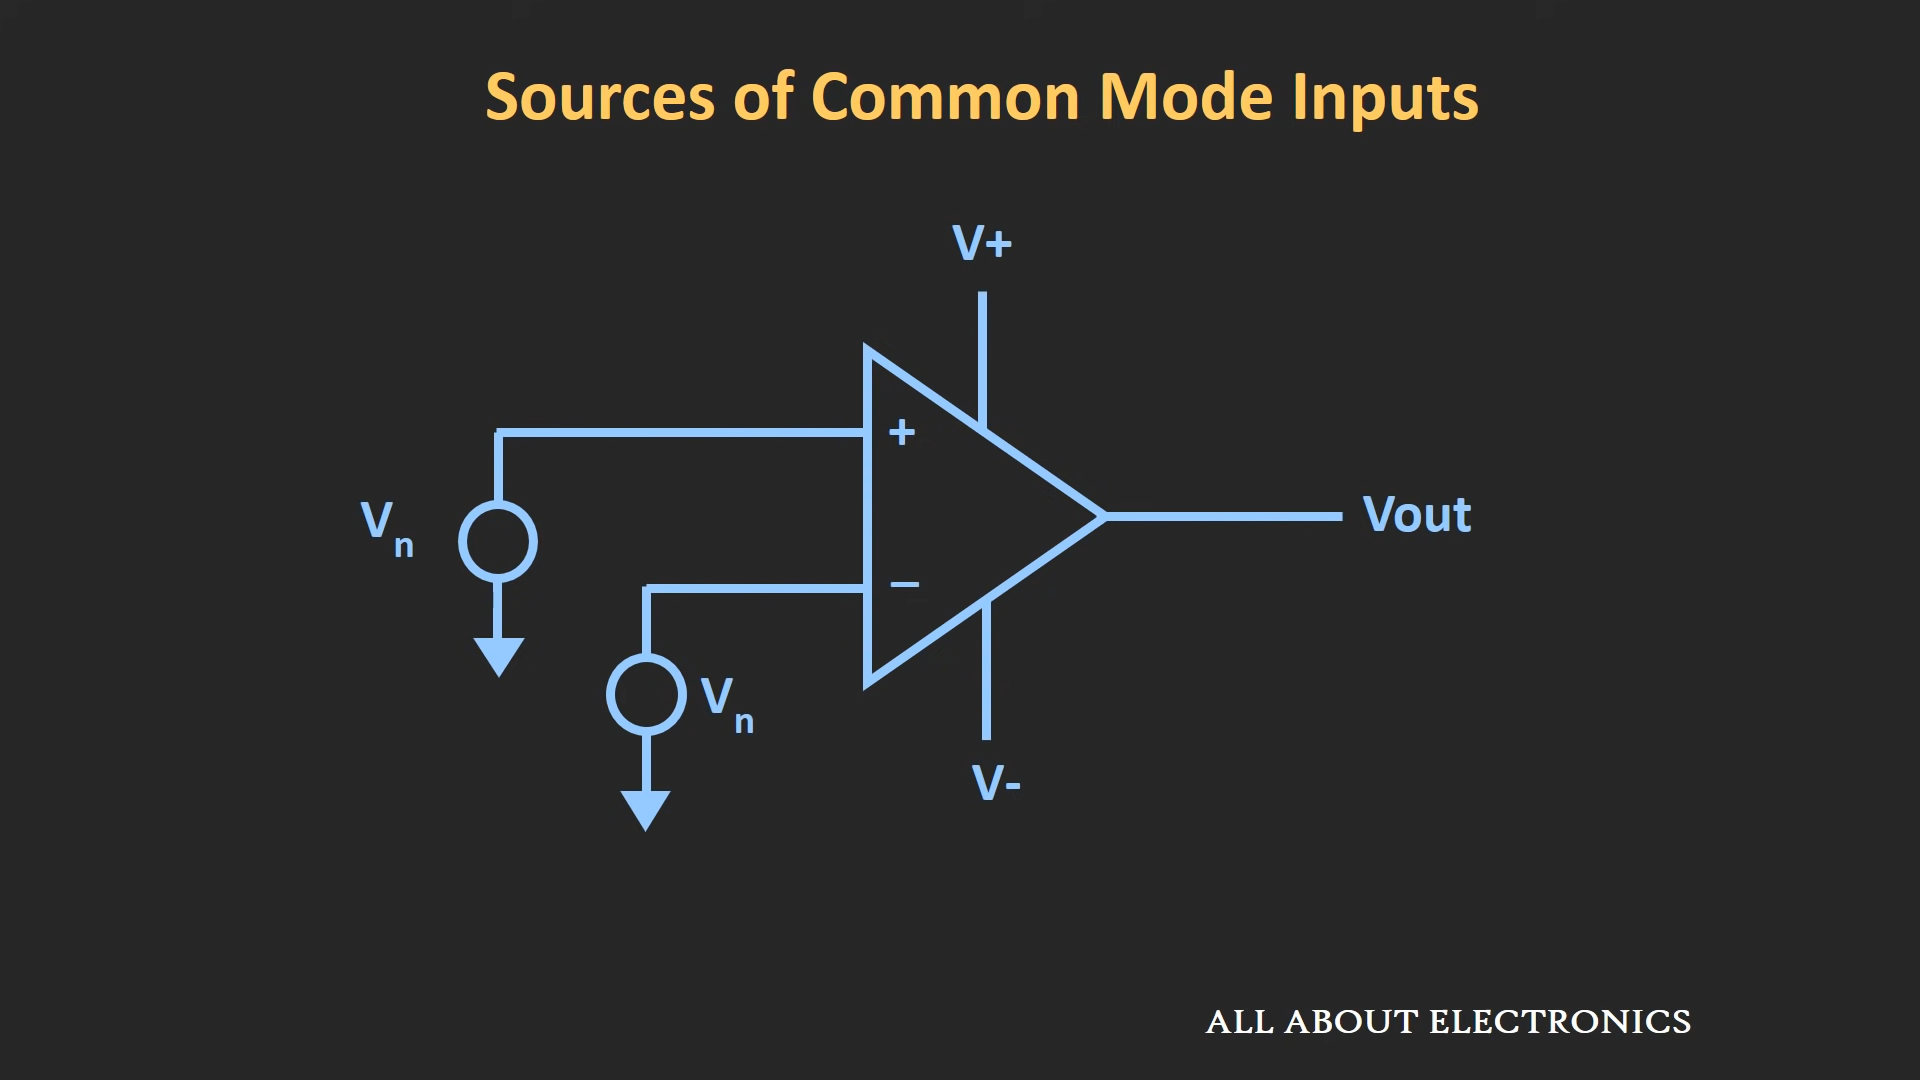 Sources of Common Mode Inputs
V+
+
Vn
Vout
–
Vn
V-
ALL ABOUT ELECTRONICS